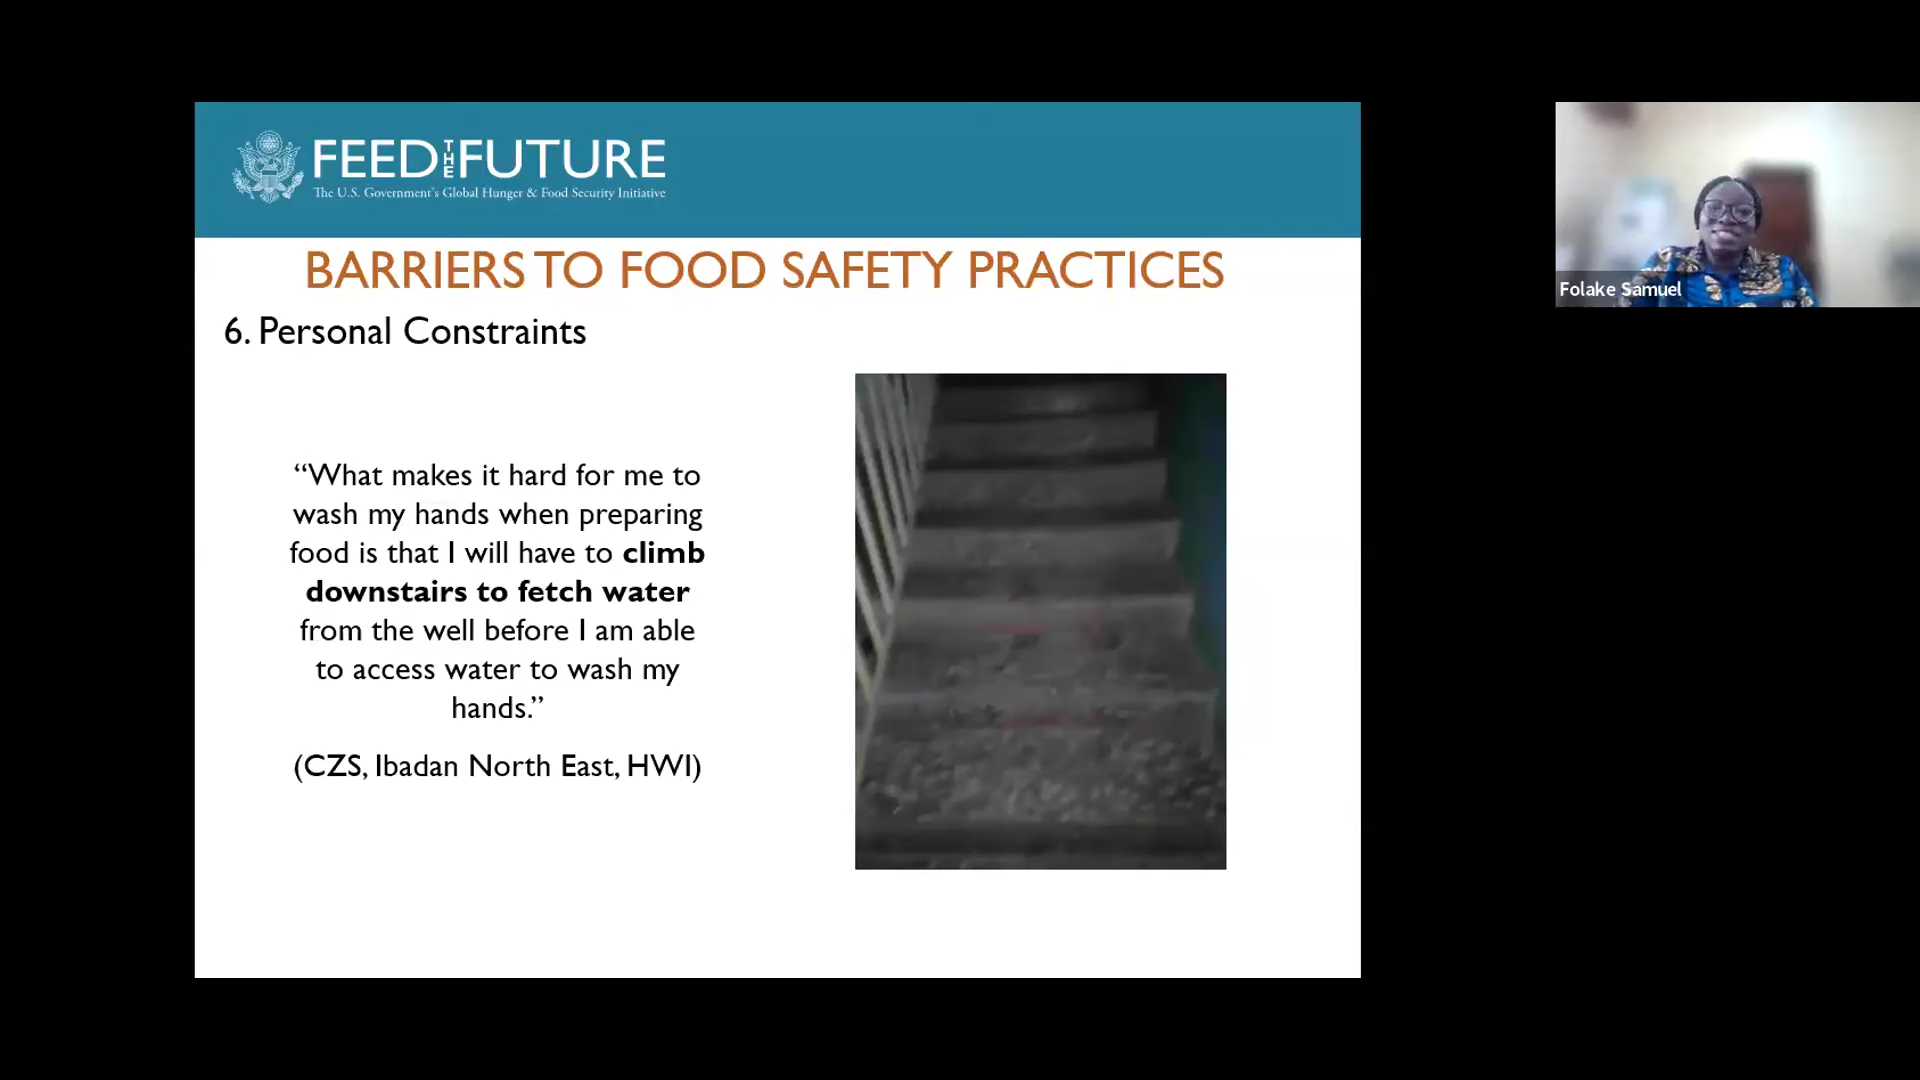 FEED THE FUTURE
The U.S. Government's Global Hunger & Food Security Initiative
BARRIERS TO FOOD SAFETY PRACTICES
6. Personal Constraints
“What makes it hard for me to
wash my hands when preparing
food is that I will have to climb
downstairs to fetch water
from the well before I am able
to access water to wash my
hands.”
(CZS, Ibadan North East, HWI)
Folake Samuel